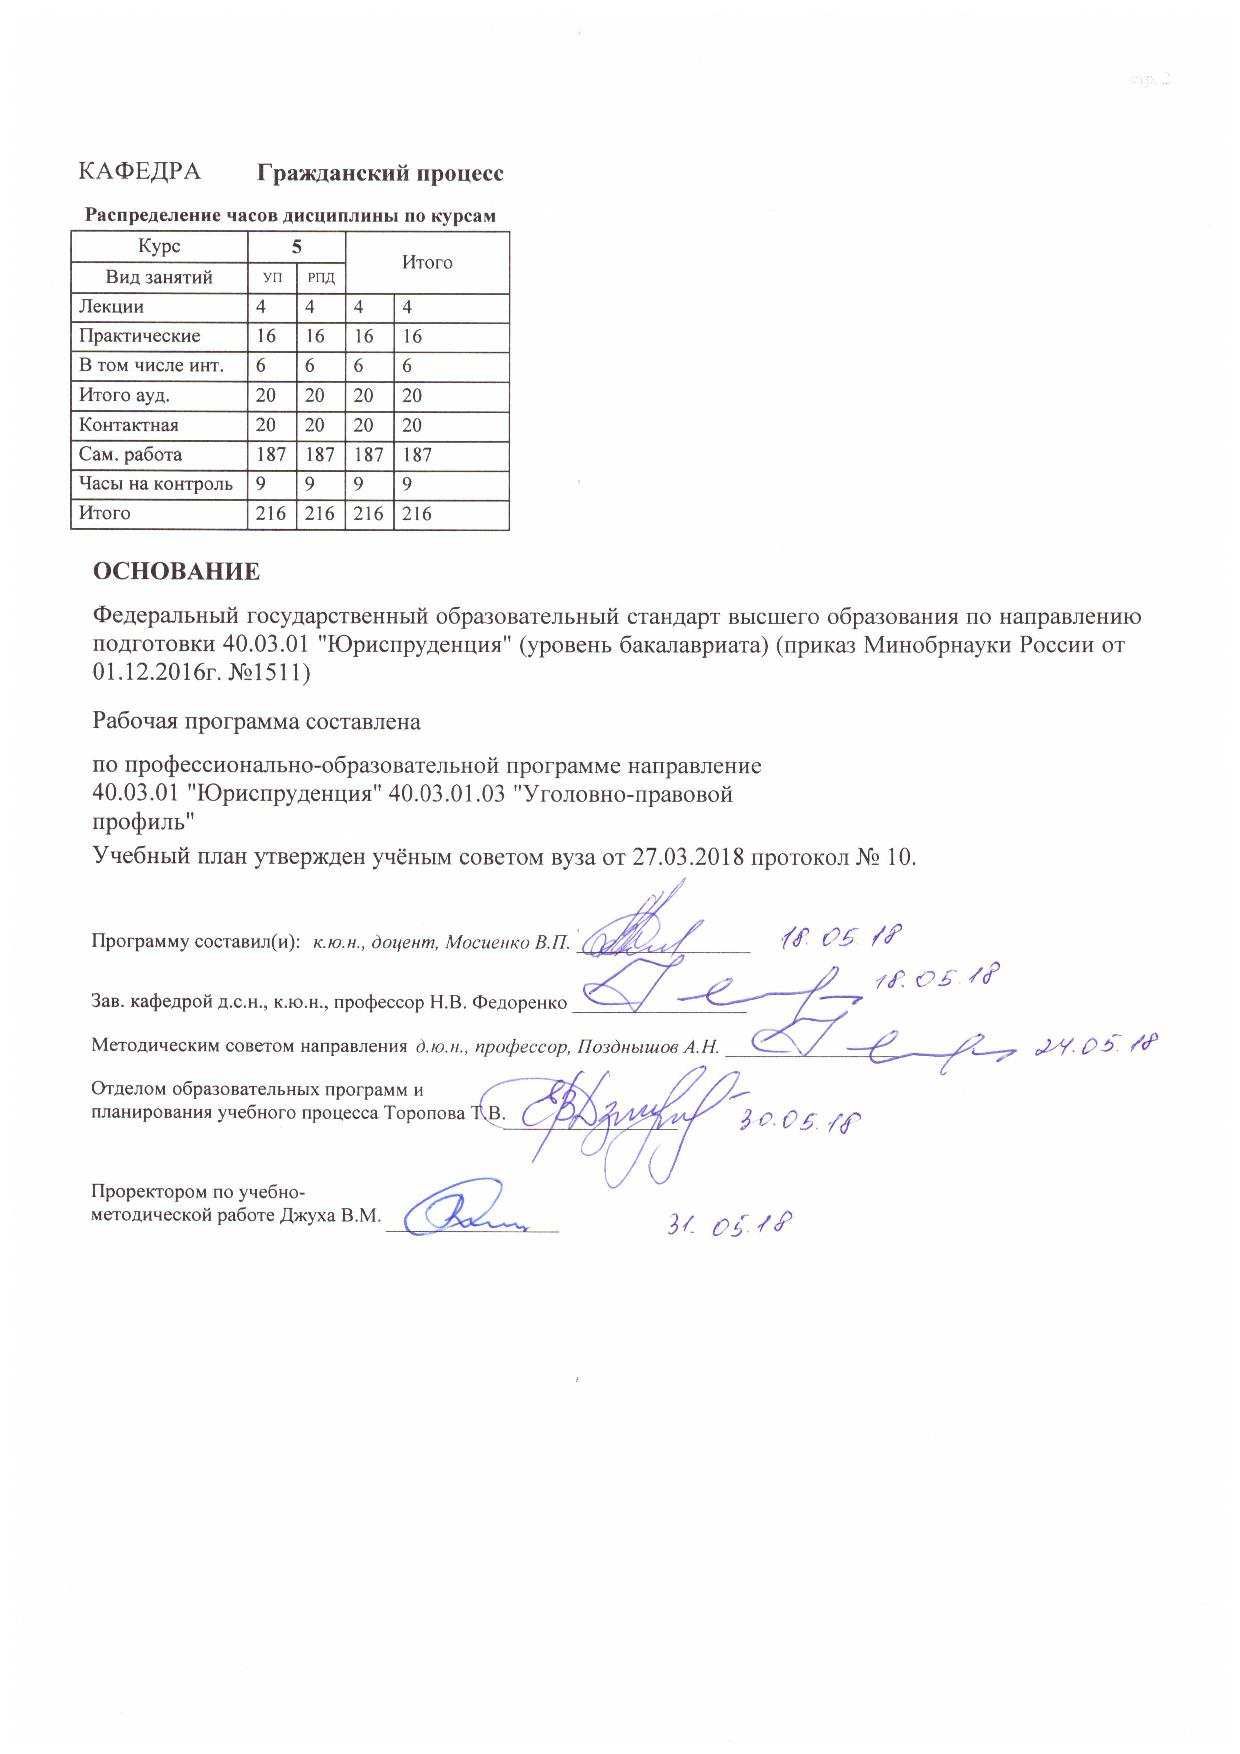 стр. 2
КАФЕДРА Гражданский процесс
Распределение часов дисциплины по курсам
Курс 5 Итого
Вид занятий УП РПД
Лекции 4 4 4 4
Практические 16 16 16 16
В том числе инт. 6 6 6 6
Итого ауд. 20 20 20 20
Контактная 20 20 20 20
Сам. работа 187 187 187 187
Часы на контроль 9 9 9 9
Итого 216 216 216 216
ОСНОВАНИЕ
Федеральный государственный образовательный стандарт высшего образования по направлению
подготовки 40.03.01 "Юриспруденция" (уровень бакалавриата) (приказ Минобрнауки России от
01.12.2016г. №1511)
Рабочая программа составлена
по профессионально-образовательной программе направление
40.03.01 "Юриспруденция" 40.03.01.03 "Уголовно-правовой
профиль"
Учебный план утвержден учёным советом вуза от 27.03.2018 протокол № 10.
Программу составил(и): к.ю.н., доцент, Мосиенко В.П. 18.05.18
Зав. кафедрой д.с.н., к.ю.н., профессор Н.В. Федоренко 18.05.18
Методическим советом направления д.ю.н., профессор, Позднышов А.Н. 24.05.18
Отделом образовательных программ и
планирования учебного процесса Торопова Т.В. 30.05.18
Проректором по учебно-
методической работе Джуха В.М. 31.05.18